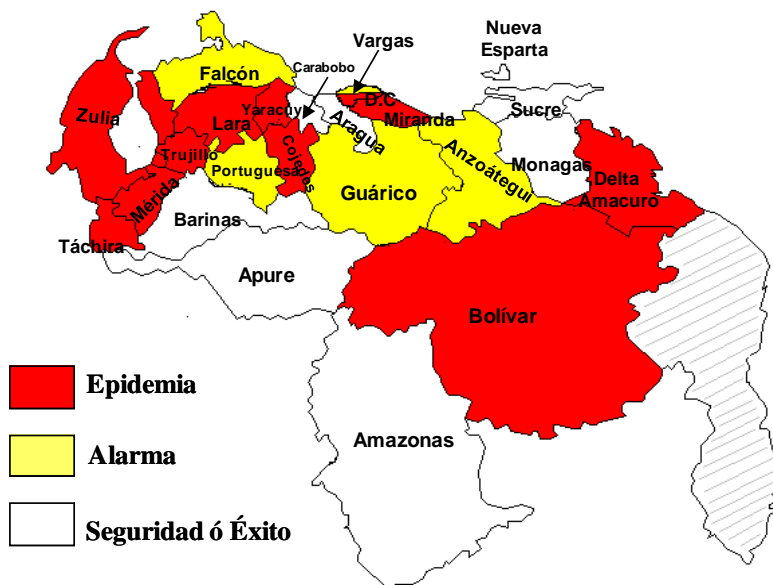 Nueva
Esparta
Vargas
Carabobo
Falcón
Zulia
Yaracuy
D.C
Sucre
Lara
Miranda
Aragua
Trujillo
Cojedes
Anzoátegui
Monagas
Portuguesa
Delta
Amacuro
Mérida
Guárico
Barinas
Táchira
Apure
Bolívar
Epidemia
Amazonas
Alarma
Seguridad ó Éxito